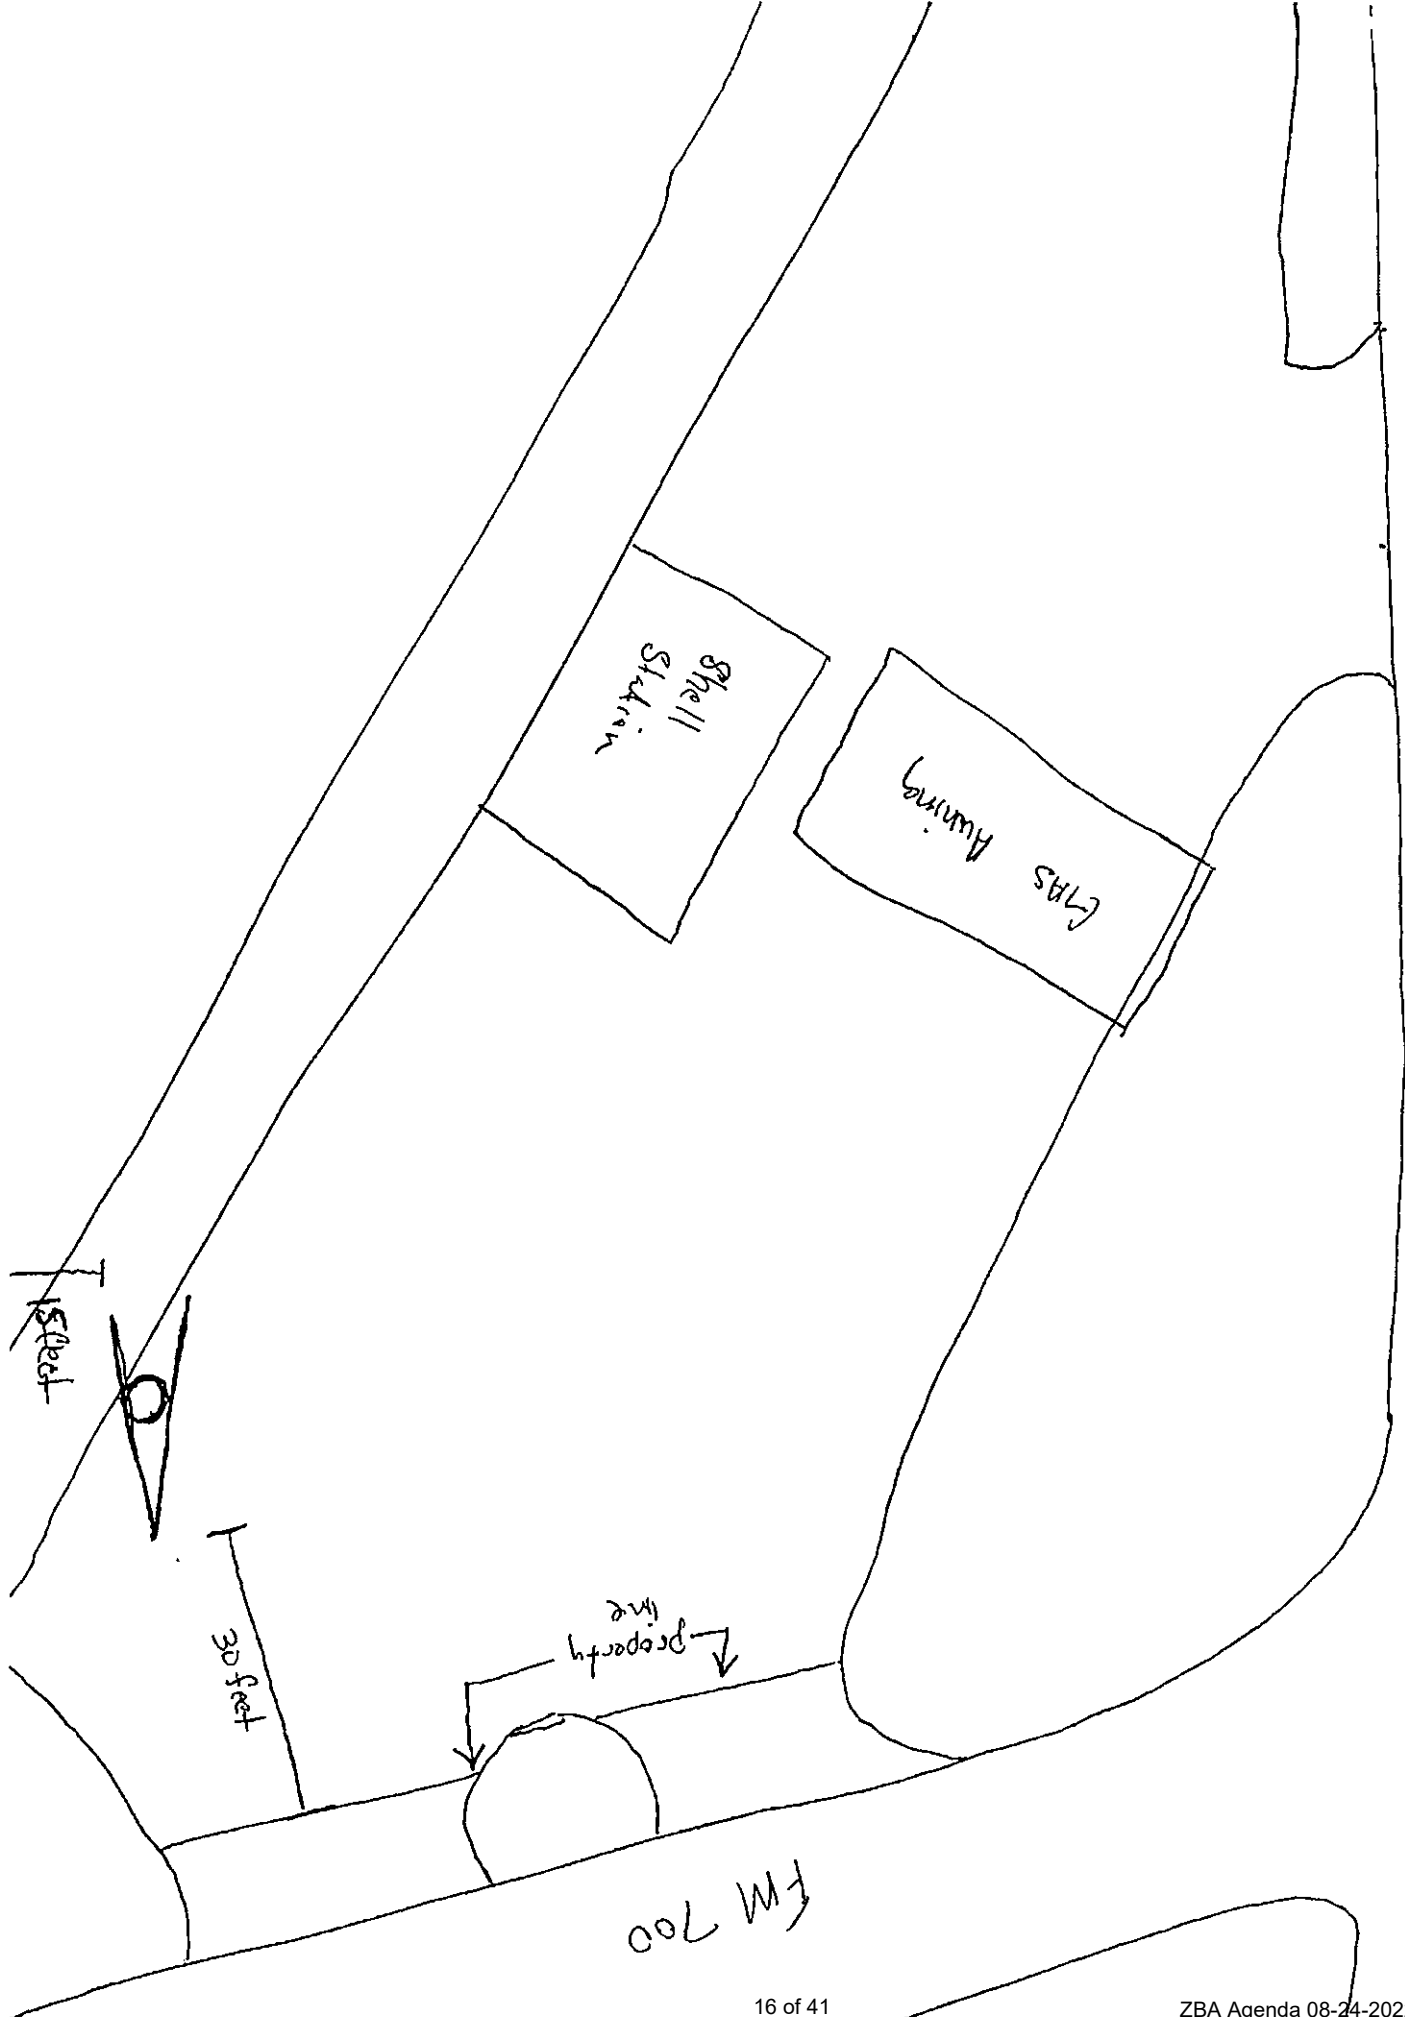 Shell
Station
GAS Awning
15 feet
30 feet
property
line
FM 700
16 of 41
ZBA Agenda 08-24-202